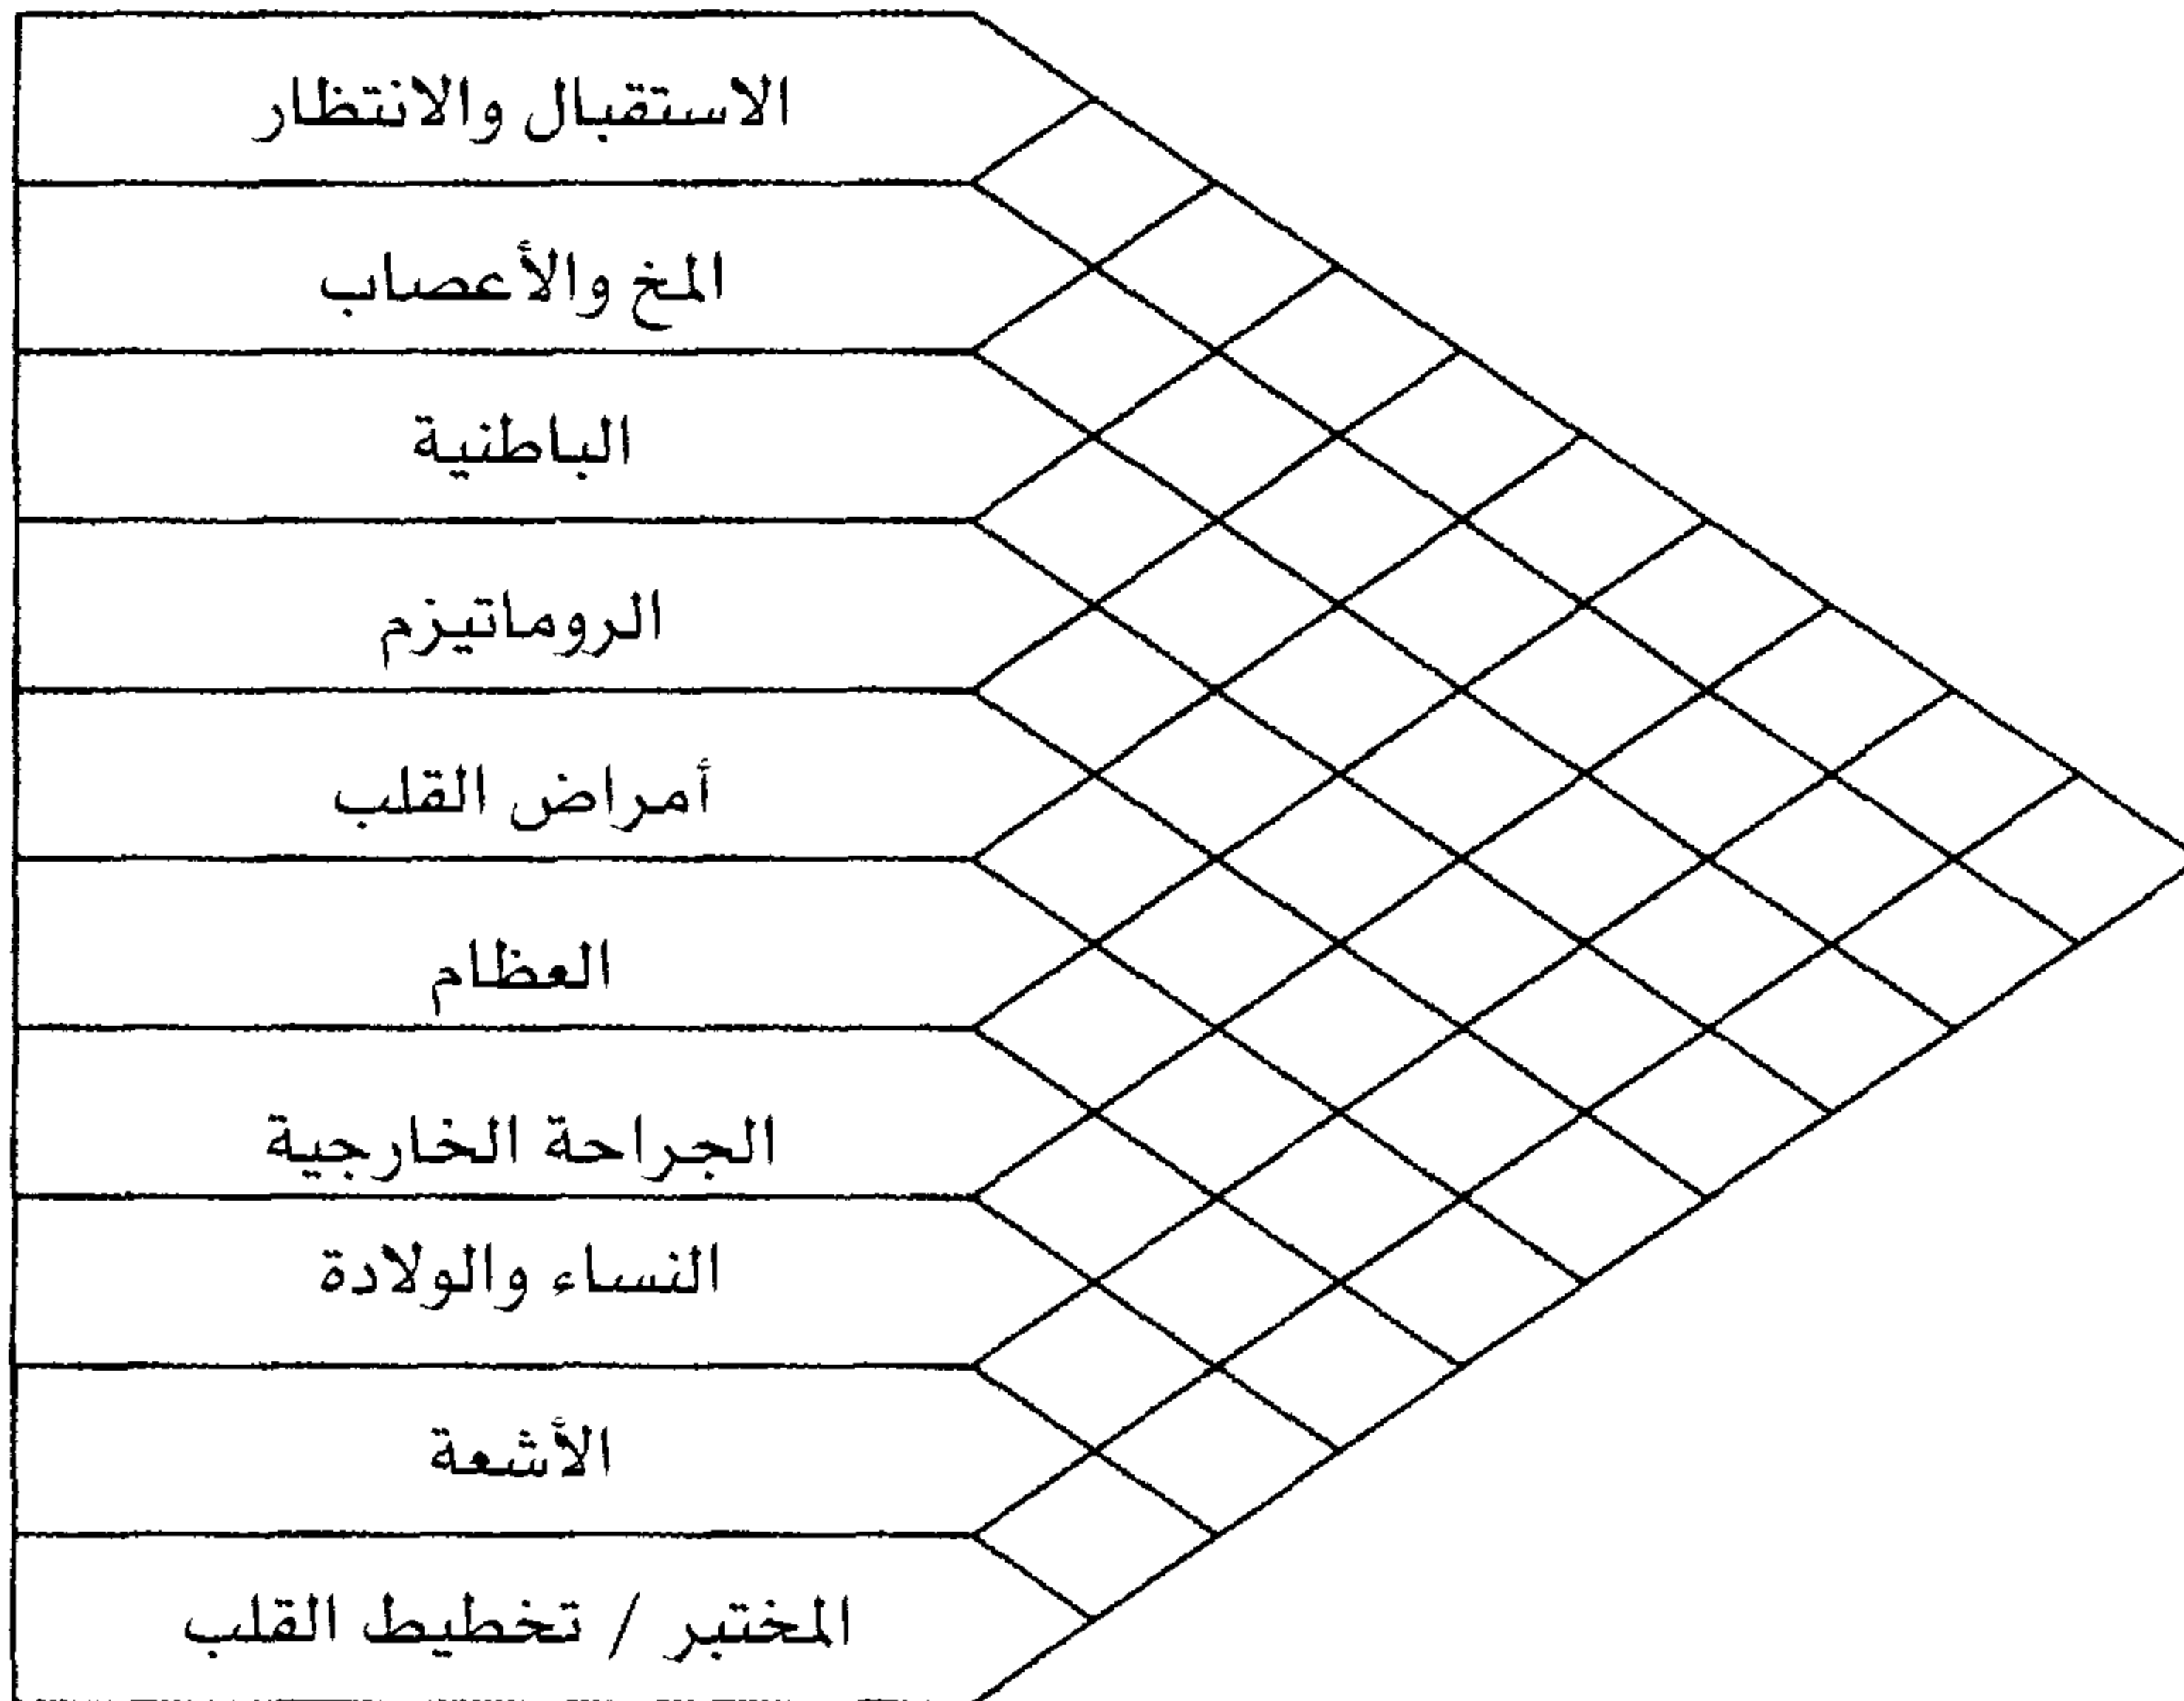 الاستقبال والانتظار
المخ والأعصاب
الباطنية
الروماتيزم
أمراض القلب
العظام
الجراحة الخارجية
النساء والولادة
الأشعة
المختبر / تخطيط القلب